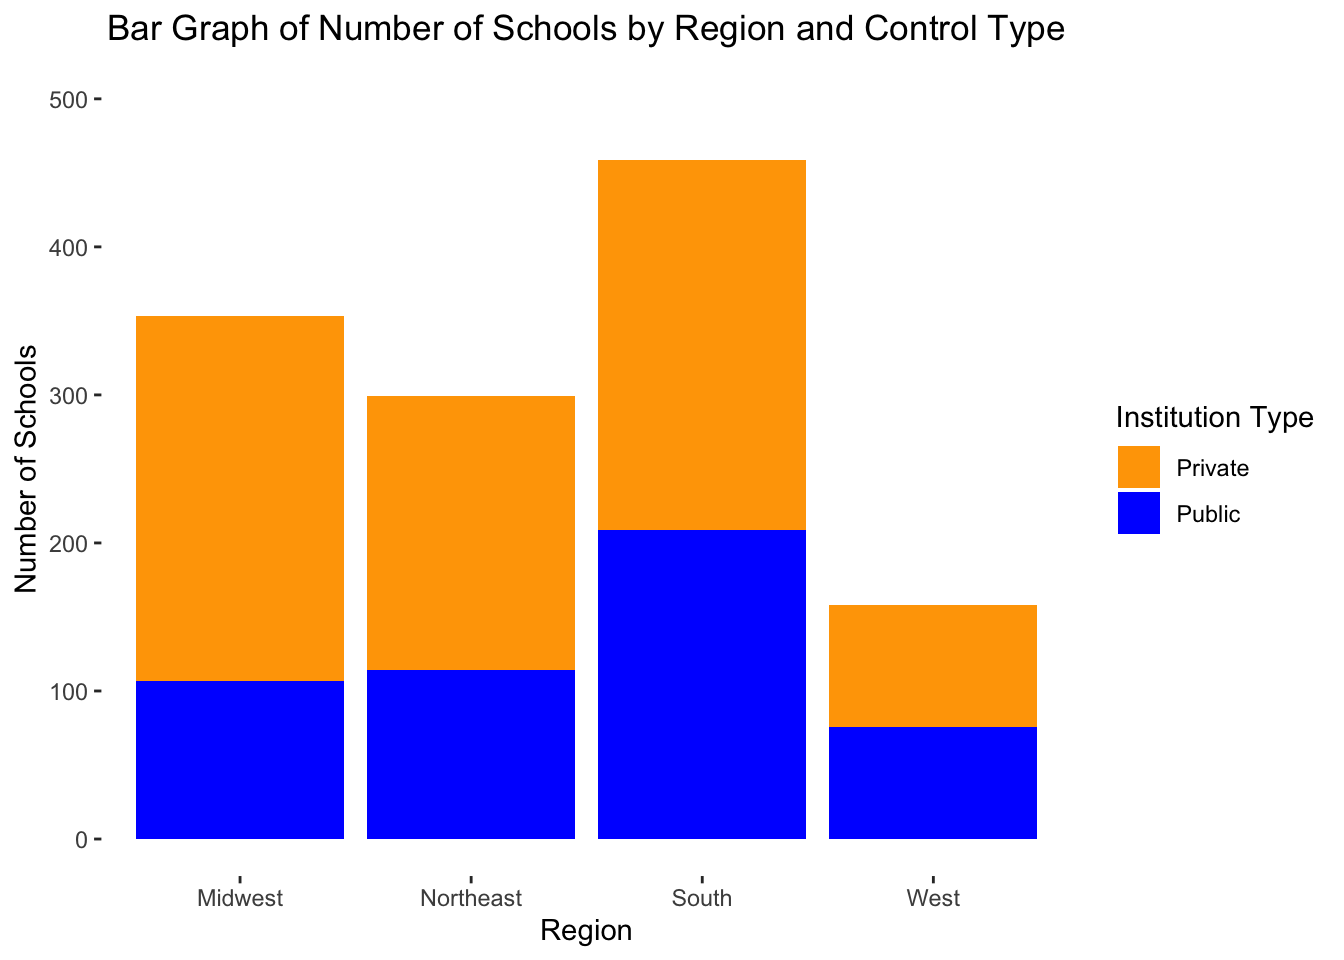 Bar Graph of Number of Schools by Region and Control Type
500
400
300
200
100
0
Number of Schools
Midwest
Northeast
South
West
Region
Institution Type
Private
Public